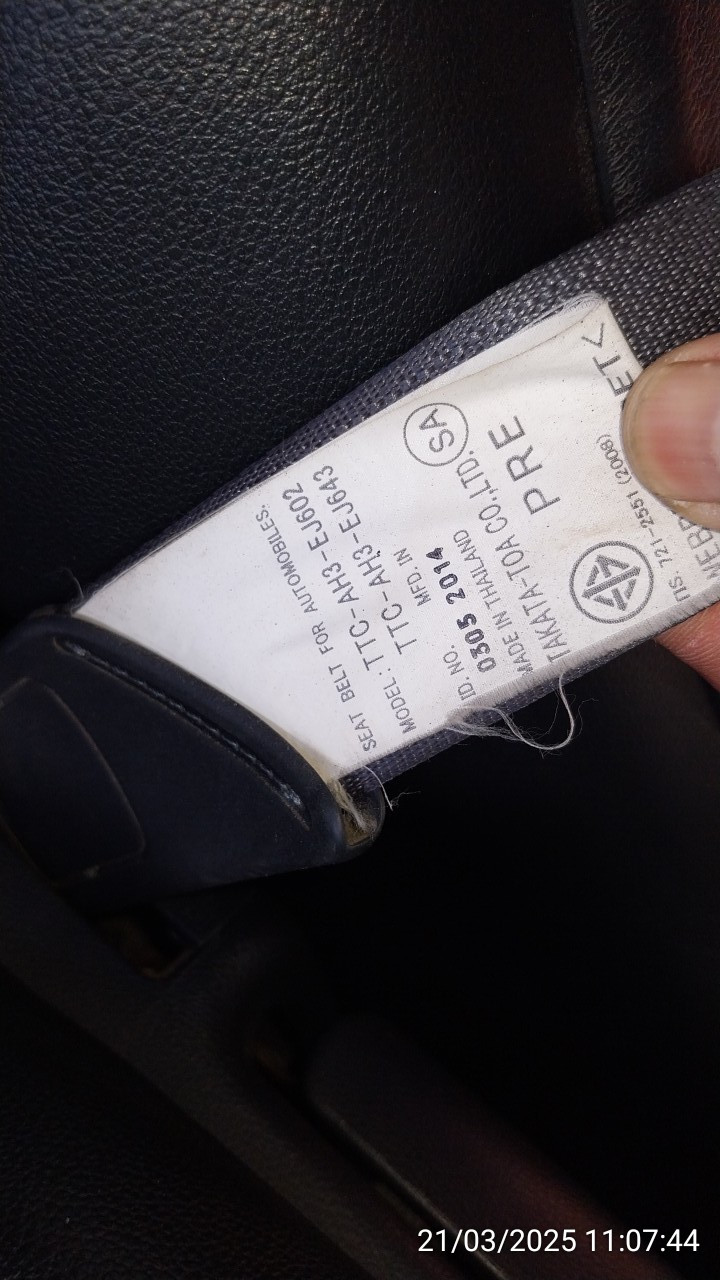 SEAT BELT FOR AUTOMOBILES.
MODEL : TTC-AH3-EJ602
TTC-AH3-EJ643
ID. NO. MFD. IN
0305 2014
MADE IN THAILAND
TAKATA-TOA CO.,LTD.
SA
PRE
มอก. 721-2551 (2008)
ET<
21/03/2025 11:07:44